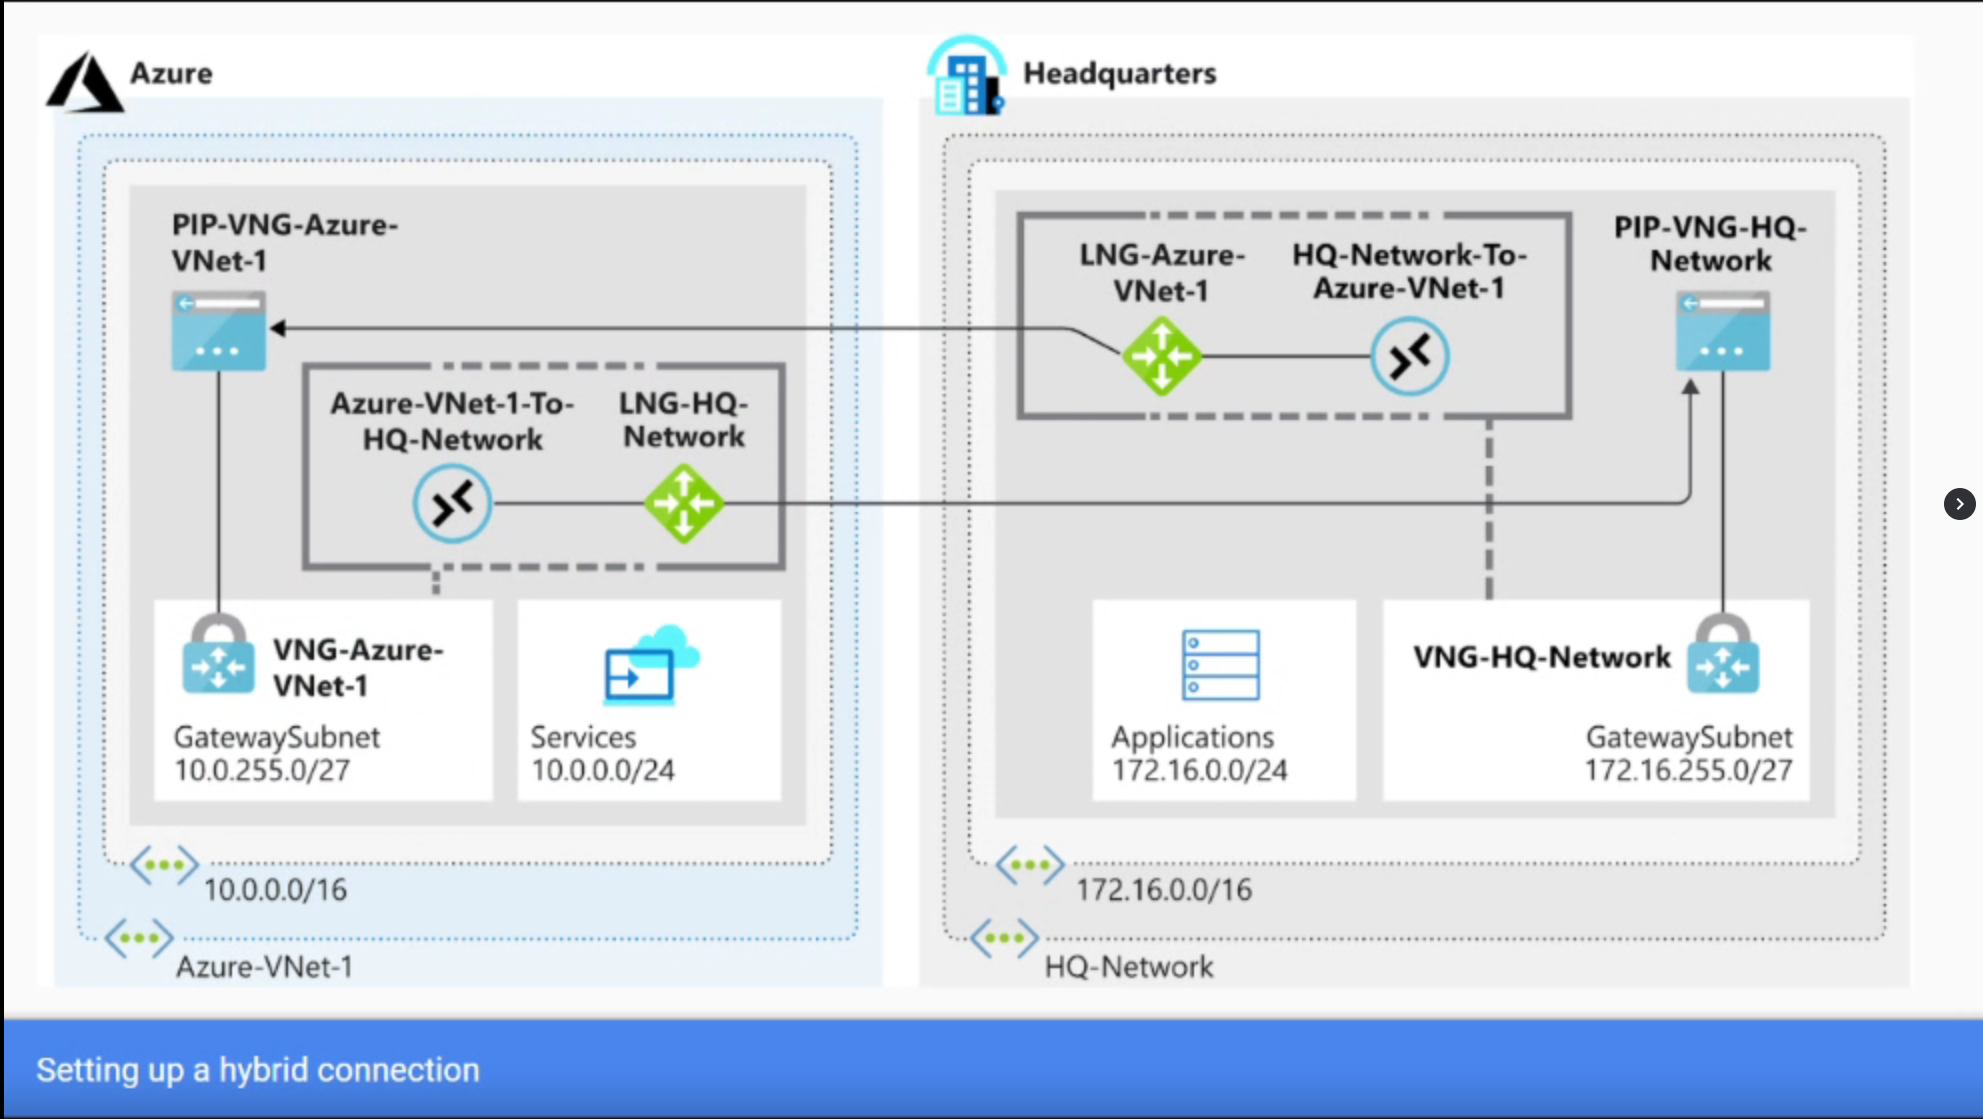 Azure
PIP-VNG-Azure-
VNet-1
Azure-VNet-1-To-
HQ-Network
LNG-HQ-
Network
VNG-Azure-
VNet-1
GatewaySubnet
10.0.255.0/27
Services
10.0.0.0/24
10.0.0.0/16
Azure-VNet-1
Headquarters
LNG-Azure-
VNet-1
HQ-Network-To-
Azure-VNet-1
PIP-VNG-HQ-
Network
Applications
172.16.0.0/24
VNG-HQ-Network
GatewaySubnet
172.16.255.0/27
172.16.0.0/16
HQ-Network
Setting up a hybrid connection